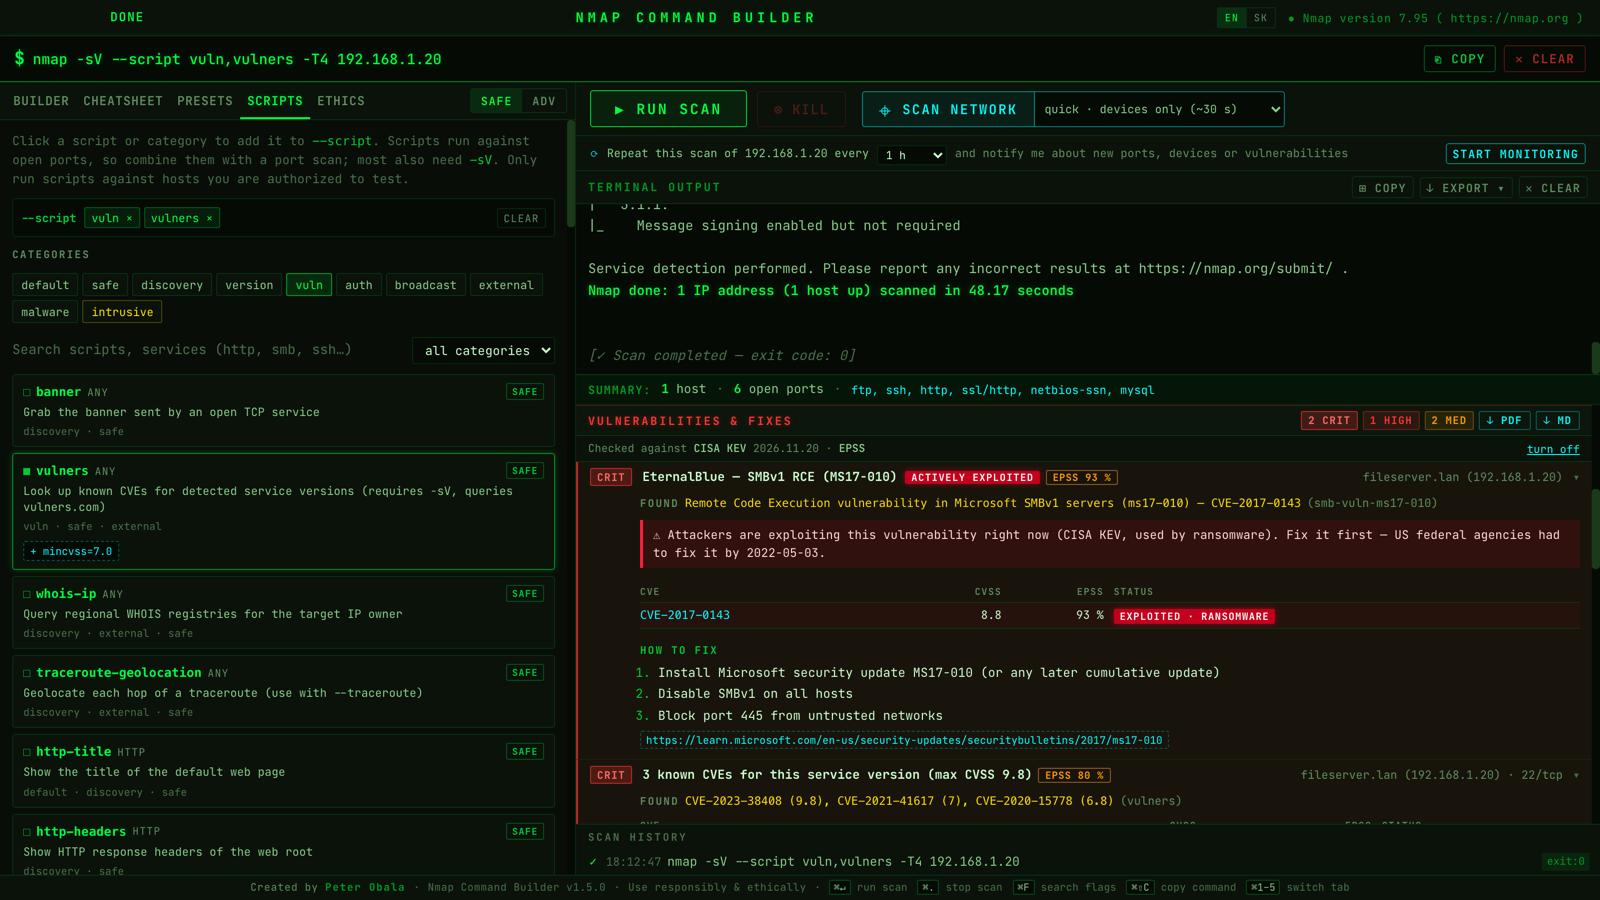 DONE
NMAP COMMAND BUILDER
EN SK ● Nmap version 7.95 ( https://nmap.org )
$ nmap -sV --script vuln,vulners -T4 192.168.1.20
COPY × CLEAR
BUILDER CHEATSHEET PRESETS SCRIPTS ETHICS SAFE ADV
Click a script or category to add it to --script. Scripts run against
open ports, so combine them with a port scan; most also need -sV. Only
run scripts against hosts you are authorized to test.
--script vuln × vulners × CLEAR
CATEGORIES
default safe discovery version vuln auth broadcast external
malware intrusive
Search scripts, services (http, smb, ssh…) all categories
□ banner ANY SAFE
Grab the banner sent by an open TCP service
discovery · safe
■ vulners ANY SAFE
Look up known CVEs for detected service versions (requires -sV, queries
vulners.com)
vuln · safe · external
+ mincvss=7.0
□ whois-ip ANY SAFE
Query regional WHOIS registries for the target IP owner
discovery · external · safe
□ traceroute-geolocation ANY SAFE
Geolocate each hop of a traceroute (use with --traceroute)
discovery · external · safe
□ http-title HTTP SAFE
Show the title of the default web page
default · discovery · safe
□ http-headers HTTP SAFE
Show HTTP response headers of the web root
discovery · safe
▶ RUN SCAN ⊗ KILL ⌖ SCAN NETWORK quick · devices only (~30 s)
⟳ Repeat this scan of 192.168.1.20 every 1 h and notify me about new ports, devices or vulnerabilities START MONITORING
TERMINAL OUTPUT ⊞ COPY ↓ EXPORT ▾ × CLEAR
| 3.1.1:
|_ Message signing enabled but not required
Service detection performed. Please report any incorrect results at https://nmap.org/submit/ .
Nmap done: 1 IP address (1 host up) scanned in 48.17 seconds
[✓ Scan completed — exit code: 0]
SUMMARY: 1 host · 6 open ports · ftp, ssh, http, ssl/http, netbios-ssn, mysql
VULNERABILITIES & FIXES 2 CRIT 1 HIGH 2 MED ↓ PDF ↓ MD
Checked against CISA KEV 2026.11.20 · EPSS turn off
CRIT EternalBlue — SMBv1 RCE (MS17-010) ACTIVELY EXPLOITED EPSS 93 % fileserver.lan (192.168.1.20) ▾
FOUND Remote Code Execution vulnerability in Microsoft SMBv1 servers (ms17-010) — CVE-2017-0143 (smb-vuln-ms17-010)
⚠ Attackers are exploiting this vulnerability right now (CISA KEV, used by ransomware). Fix it first — US federal agencies had
to fix it by 2022-05-03.
CVE CVSS EPSS STATUS
CVE-2017-0143 8.8 93 % EXPLOITED · RANSOMWARE
HOW TO FIX
1. Install Microsoft security update MS17-010 (or any later cumulative update)
2. Disable SMBv1 on all hosts
3. Block port 445 from untrusted networks
https://learn.microsoft.com/en-us/security-updates/securitybulletins/2017/ms17-010
CRIT 3 known CVEs for this service version (max CVSS 9.8) EPSS 80 % fileserver.lan (192.168.1.20) · 22/tcp ▾
FOUND CVE-2023-38408 (9.8), CVE-2021-41617 (7), CVE-2020-15778 (6.8) (vulners)
CVE CVSS EPSS STATUS
SCAN HISTORY
✓ 18:12:47 nmap -sV --script vuln,vulners -T4 192.168.1.20 exit:0
Created by Peter Obala · Nmap Command Builder v1.5.0 · Use responsibly & ethically · ⌘↵ run scan ⌘. stop scan ⌘F search flags ⌘⇧C copy command ⌘1-5 switch tab